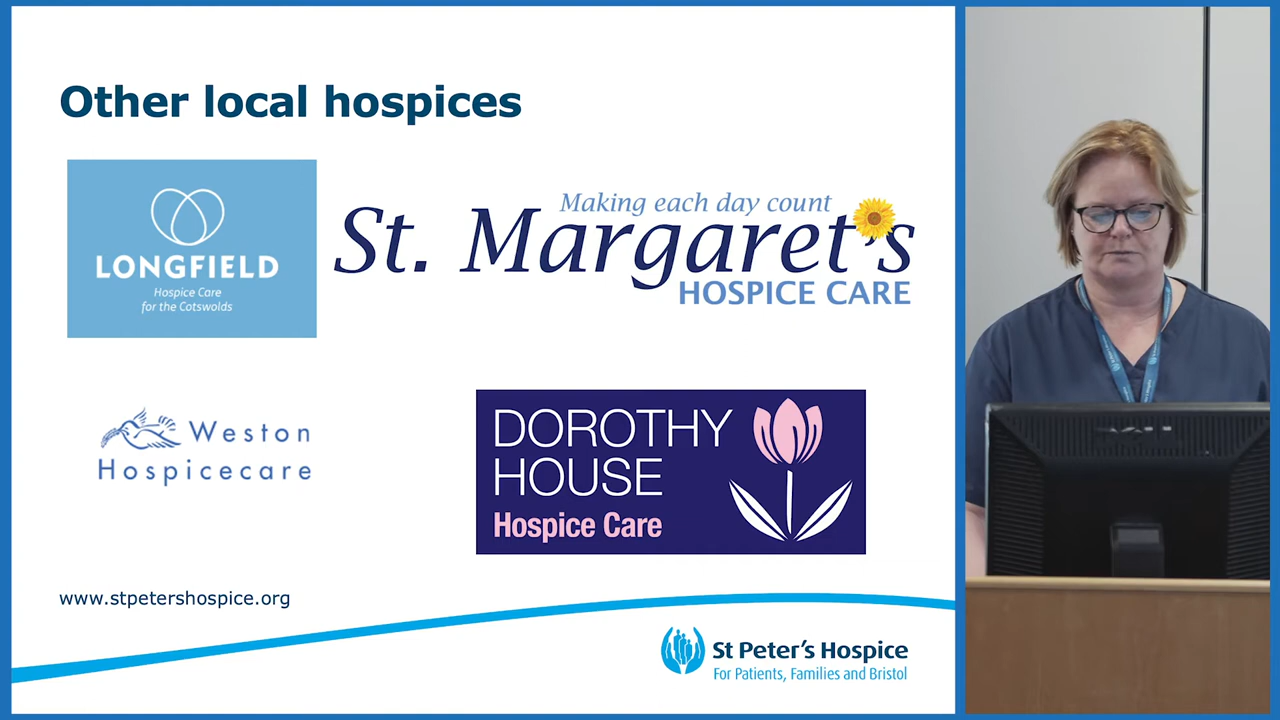 Other local hospices
LONGFIELD
Hospice Care
for the Cotswolds
Making each day count
St. Margaret's
HOSPICE CARE
Weston
Hospicecare
DOROTHY
HOUSE
Hospice Care
www.stpetershospice.org
St Peter's Hospice
For Patients, Families and Bristol